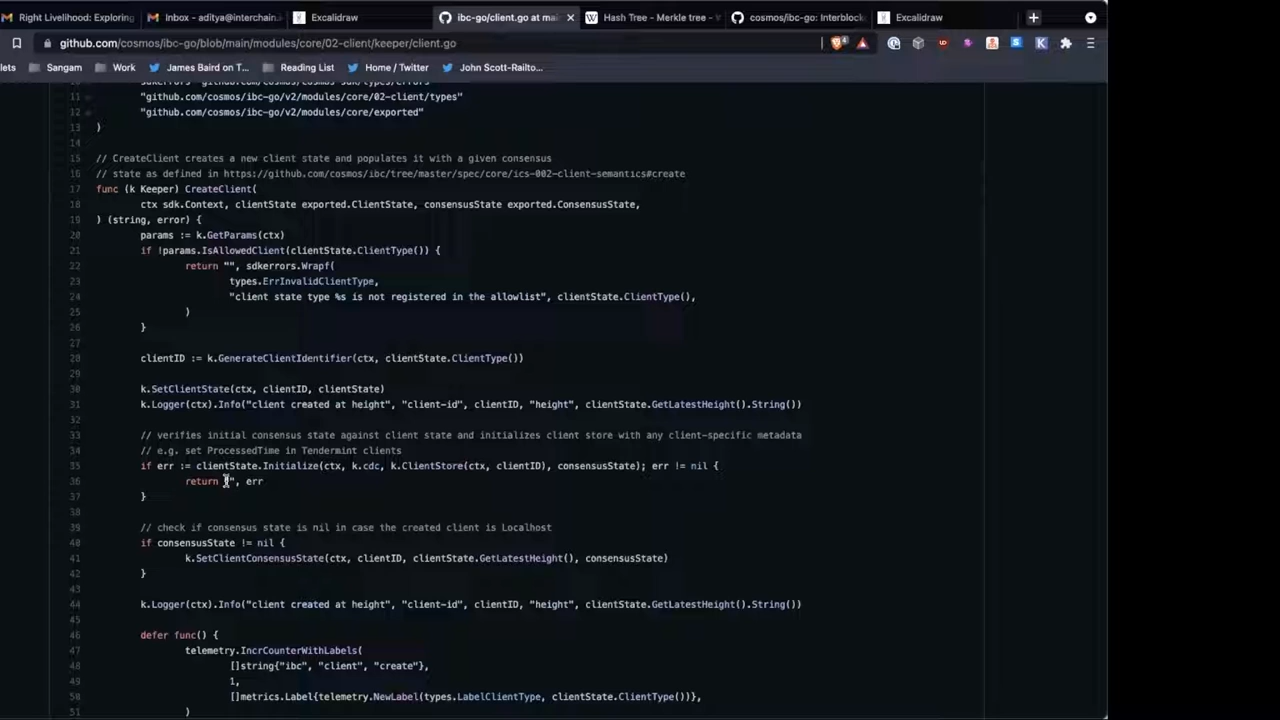 Right Livelihood: Exploring
Inbox - aditya@interchain.
Excalidraw
ibc-go/client.go at mai
Hash Tree - Merkle tree - W
cosmos/ibc-go: Interblock
Excalidraw
github.com/cosmos/ibc-go/blob/main/modules/core/02-client/keeper/client.go
lets
Sangam
Work
James Baird on T...
Reading List
Home / Twitter
John Scott-Railto...
10 sdkerrors "github.com/cosmos/cosmos-sdk/types/errors"
11 "github.com/cosmos/ibc-go/v2/modules/core/02-client/types"
12 "github.com/cosmos/ibc-go/v2/modules/core/exported"
13 )
14
15 // CreateClient creates a new client state and populates it with a given consensus
16 // state as defined in https://github.com/cosmos/ibc/tree/master/spec/core/ics-002-client-semantics#create
17 func (k Keeper) CreateClient(
18 ctx sdk.Context, clientState exported.ClientState, consensusState exported.ConsensusState,
19 ) (string, error) {
20 params := k.GetParams(ctx)
21 if !params.IsAllowedClient(clientState.ClientType()) {
22 return "", sdkerrors.Wrapf(
23 types.ErrInvalidClientType,
24 "client state type %s is not registered in the allowlist", clientState.ClientType(),
25 )
26 }
27
28 clientID := k.GenerateClientIdentifier(ctx, clientState.ClientType())
29
30 k.SetClientState(ctx, clientID, clientState)
31 k.Logger(ctx).Info("client created at height", "client-id", clientID, "height", clientState.GetLatestHeight().String())
32
33 // verifies initial consensus state against client state and initializes client store with any client-specific metadata
34 // e.g. set ProcessedTime in Tendermint clients
35 if err := clientState.Initialize(ctx, k.cdc, k.ClientStore(ctx, clientID), consensusState); err != nil {
36 return "", err
37 }
38
39 // check if consensus state is nil in case the created client is Localhost
40 if consensusState != nil {
41 k.SetClientConsensusState(ctx, clientID, clientState.GetLatestHeight(), consensusState)
42 }
43
44 k.Logger(ctx).Info("client created at height", "client-id", clientID, "height", clientState.GetLatestHeight().String())
45
46 defer func() {
47 telemetry.IncrCounterWithLabels(
48 []string{"ibc", "client", "create"},
49 1,
50 []metrics.Label{telemetry.NewLabel(types.LabelClientType, clientState.ClientType())},
51 )